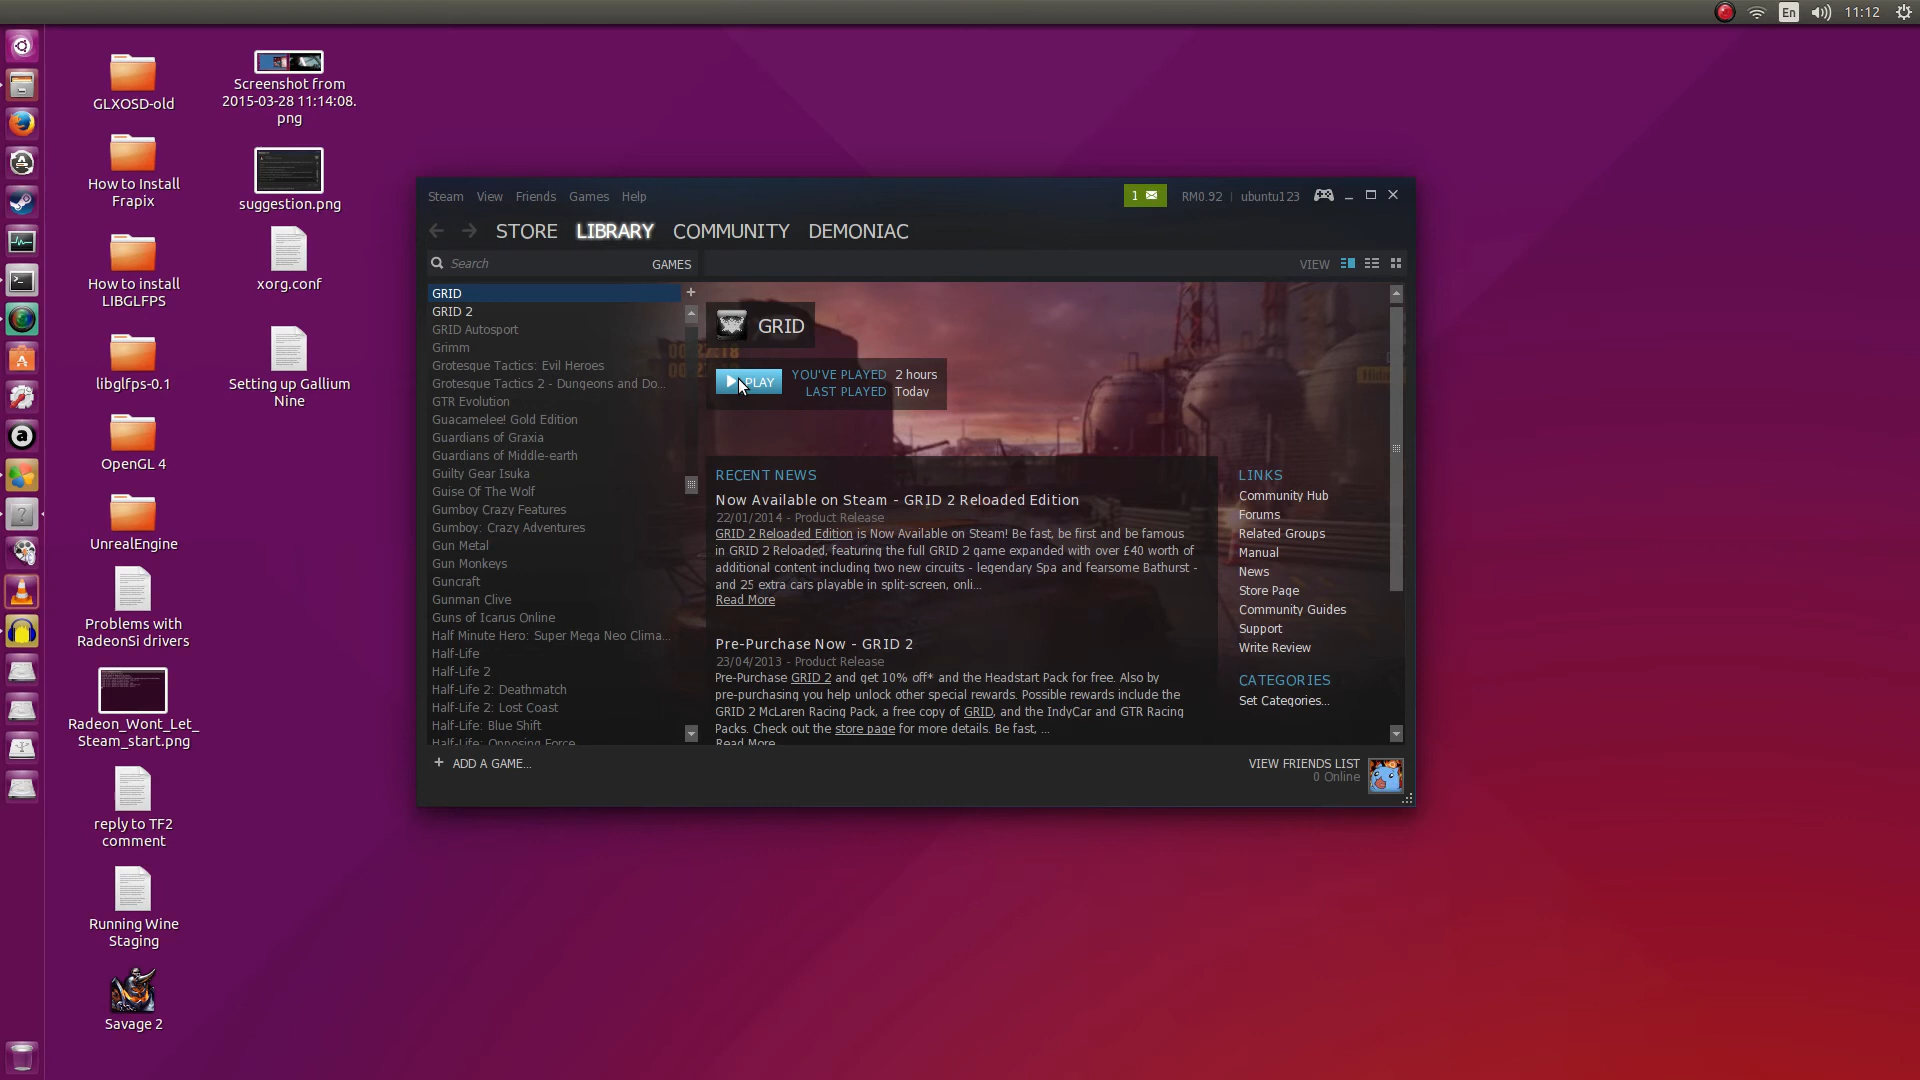 En
11:12
GLXOSD-old
How to Install
Frapix
How to install
LIBGLFPS
libglfps-0.1
OpenGL 4
UnrealEngine
Problems with
RadeonSi drivers
Radeon_Wont_Let_
Steam_start.png
reply to TF2
comment
Running Wine
Staging
Savage 2
Screenshot from
2015-03-28 11:14:08.
png
suggestion.png
xorg.conf
Setting up Gallium
Nine
Steam View Friends Games Help
1
RM0.92 | ubuntu123
STORE LIBRARY COMMUNITY DEMONIAC
Search GAMES
VIEW
GRID
GRID 2
GRID Autosport
Grimm
Grotesque Tactics: Evil Heroes
Grotesque Tactics 2 - Dungeons and Do...
GTR Evolution
Guacamelee! Gold Edition
Guardians of Graxia
Guardians of Middle-earth
Guilty Gear Isuka
Guise Of The Wolf
Gumboy Crazy Features
Gumboy: Crazy Adventures
Gun Metal
Gun Monkeys
Guncraft
Gunman Clive
Guns of Icarus Online
Half Minute Hero: Super Mega Neo Clima...
Half-Life
Half-Life 2
Half-Life 2: Deathmatch
Half-Life 2: Lost Coast
Half-Life: Blue Shift
Half-Life: Opposing Force
+ ADD A GAME...
GRID
PLAY
YOU'VE PLAYED 2 hours
LAST PLAYED Today
RECENT NEWS
Now Available on Steam - GRID 2 Reloaded Edition
22/01/2014 - Product Release
GRID 2 Reloaded Edition is Now Available on Steam! Be fast, be first and be famous
in GRID 2 Reloaded, featuring the full GRID 2 game expanded with over £40 worth of
additional content including two new circuits - legendary Spa and fearsome Bathurst -
and 25 extra cars playable in split-screen, onli...
Read More
Pre-Purchase Now - GRID 2
23/04/2013 - Product Release
Pre-Purchase GRID 2 and get 10% off* and the Headstart Pack for free. Also by
pre-purchasing you help unlock other special rewards. Possible rewards include the
GRID 2 McLaren Racing Pack, a free copy of GRID, and the IndyCar and GTR Racing
Packs. Check out the store page for more details. Be fast, ...
Read More
LINKS
Community Hub
Forums
Related Groups
Manual
News
Store Page
Community Guides
Support
Write Review
CATEGORIES
Set Categories...
VIEW FRIENDS LIST
0 Online